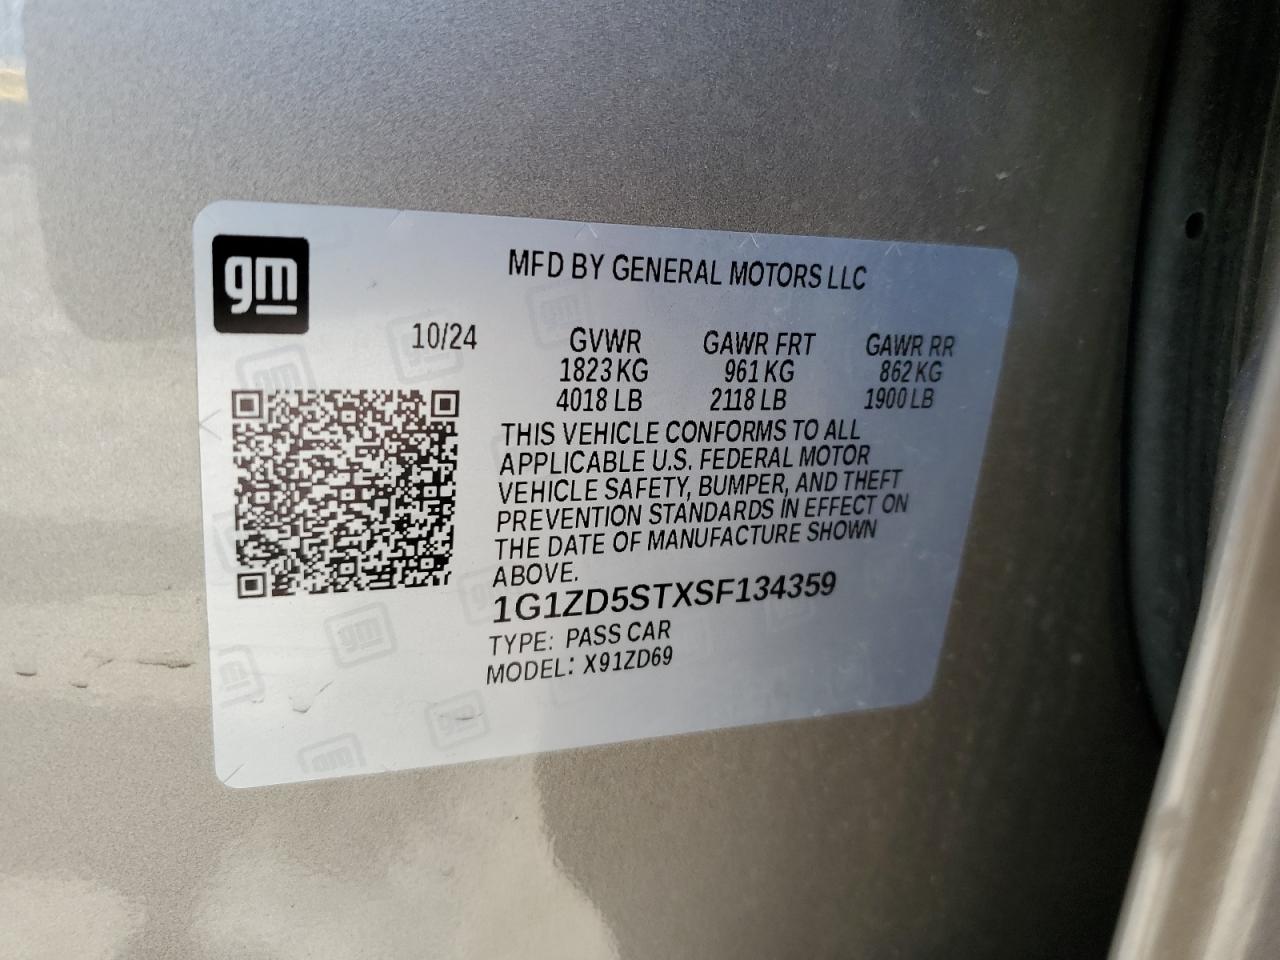 gm
MFD BY GENERAL MOTORS LLC
10/24 GVWR GAWR FRT GAWR RR
1823 KG 961 KG 862 KG
4018 LB 2118 LB 1900 LB
THIS VEHICLE CONFORMS TO ALL
APPLICABLE U.S. FEDERAL MOTOR
VEHICLE SAFETY, BUMPER, AND THEFT
PREVENTION STANDARDS IN EFFECT ON
THE DATE OF MANUFACTURE SHOWN
ABOVE.
1G1ZD5STXSF134359
TYPE: PASS CAR
MODEL: X91ZD69